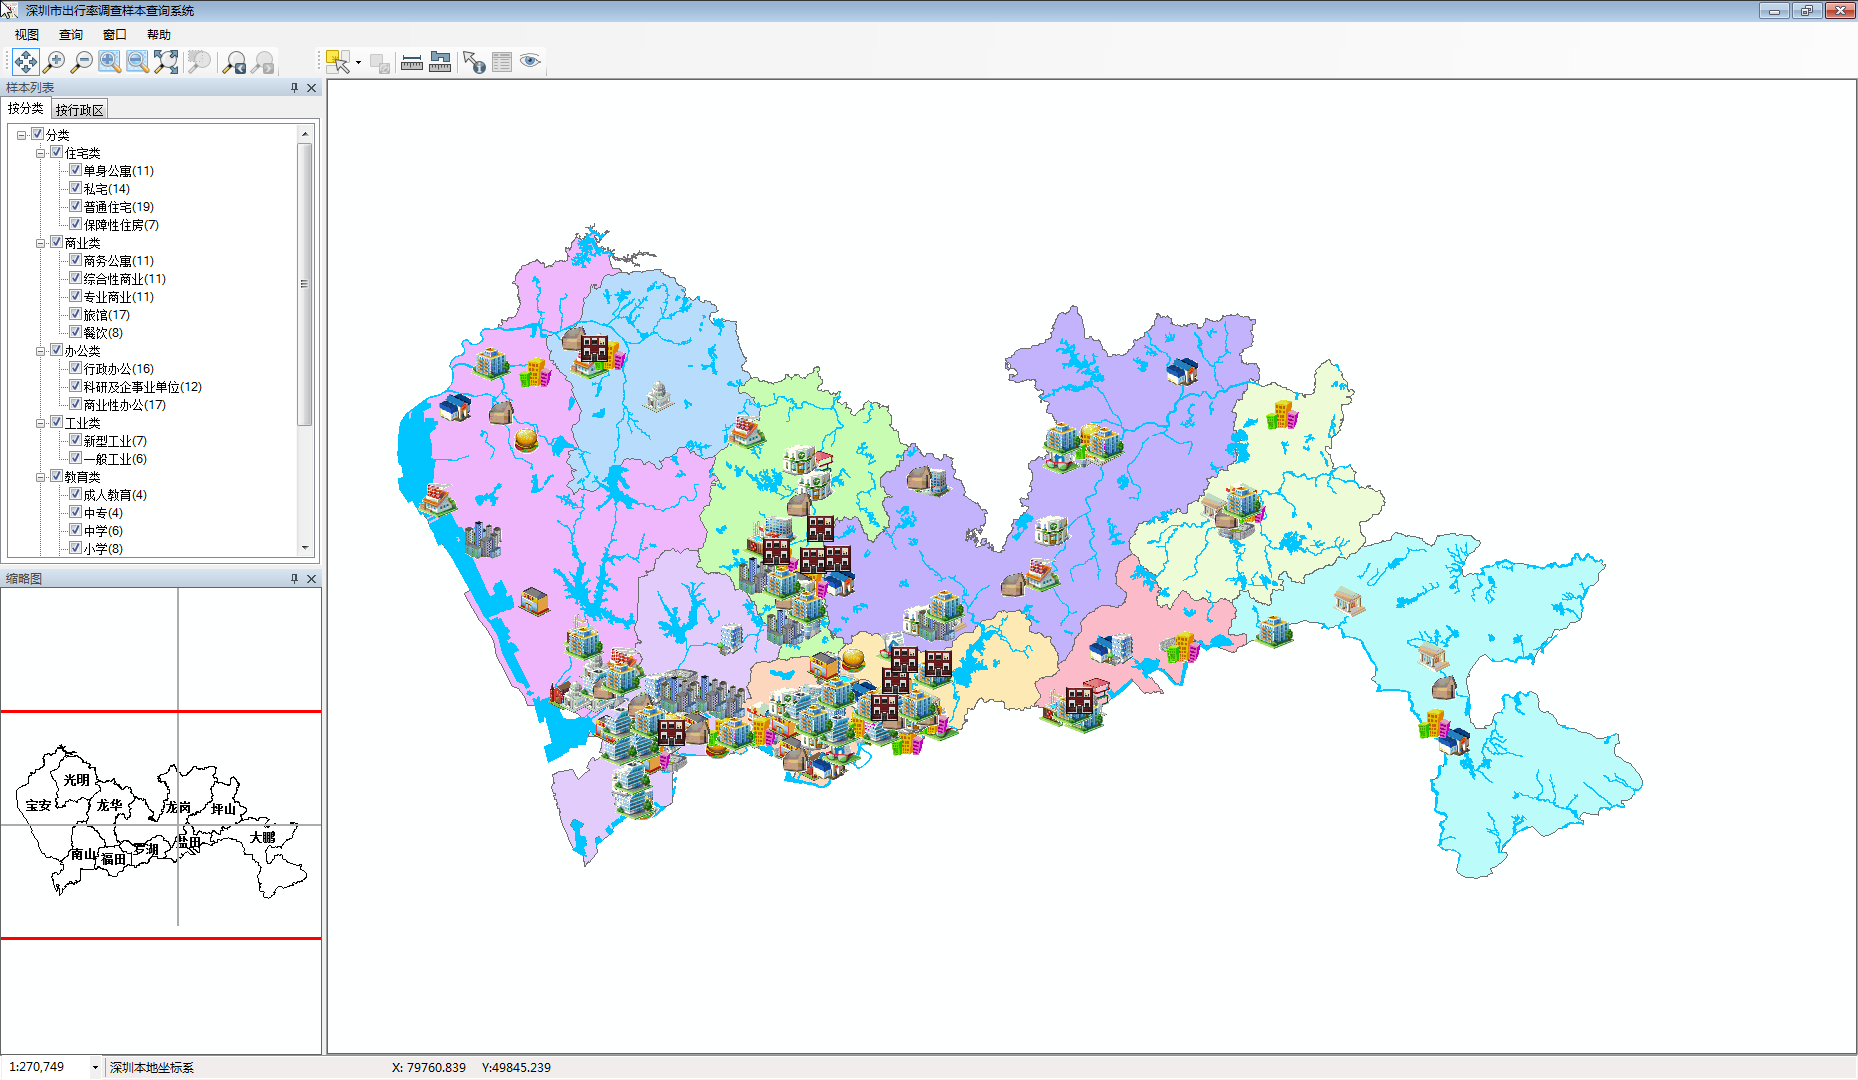 深圳市出行率调查样本查询系统
视图 查询 窗口 帮助
样本列表
按分类 按行政区
分类
住宅类
单身公寓(11)
私宅(14)
普通住宅(19)
保障性住房(7)
商业类
商务公寓(11)
综合性商业(11)
专业商业(11)
旅馆(17)
餐饮(8)
办公类
行政办公(16)
科研及企事业单位(12)
商业性办公(17)
工业类
新型工业(7)
一般工业(6)
教育类
成人教育(4)
中专(4)
中学(6)
小学(8)
缩略图
光明
宝安
龙华
龙岗
坪山
大鹏
南山
福田
罗湖
盐田
1:270,749
深圳本地坐标系
X: 79760.839 Y:49845.239